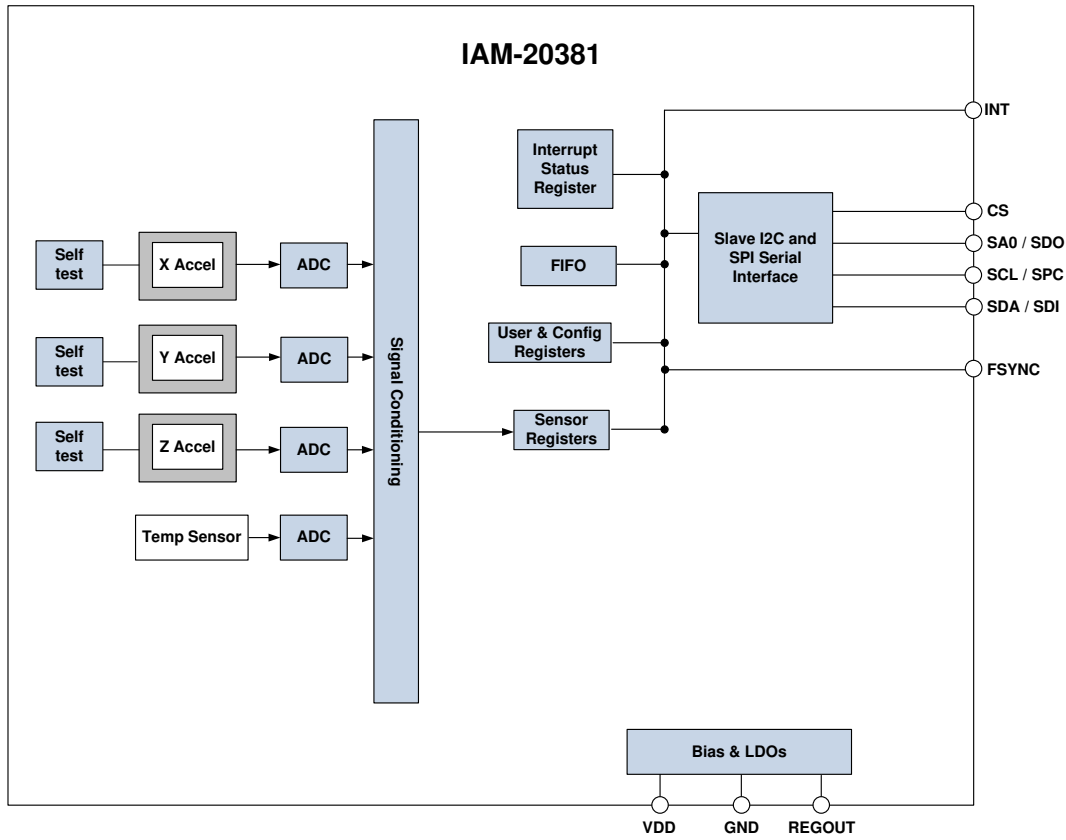 IAM-20381
INT
Interrupt
Status
Register
CS
Slave I2C and
SPI Serial
Interface
SA0 / SDO
SCL / SPC
SDA / SDI
Self
test
X Accel
ADC
FIFO
User & Config
Registers
Self
test
Y Accel
ADC
Signal Conditioning
FSYNC
Self
test
Z Accel
ADC
Sensor
Registers
Temp Sensor
ADC
Bias & LDOs
VDD
GND
REGOUT